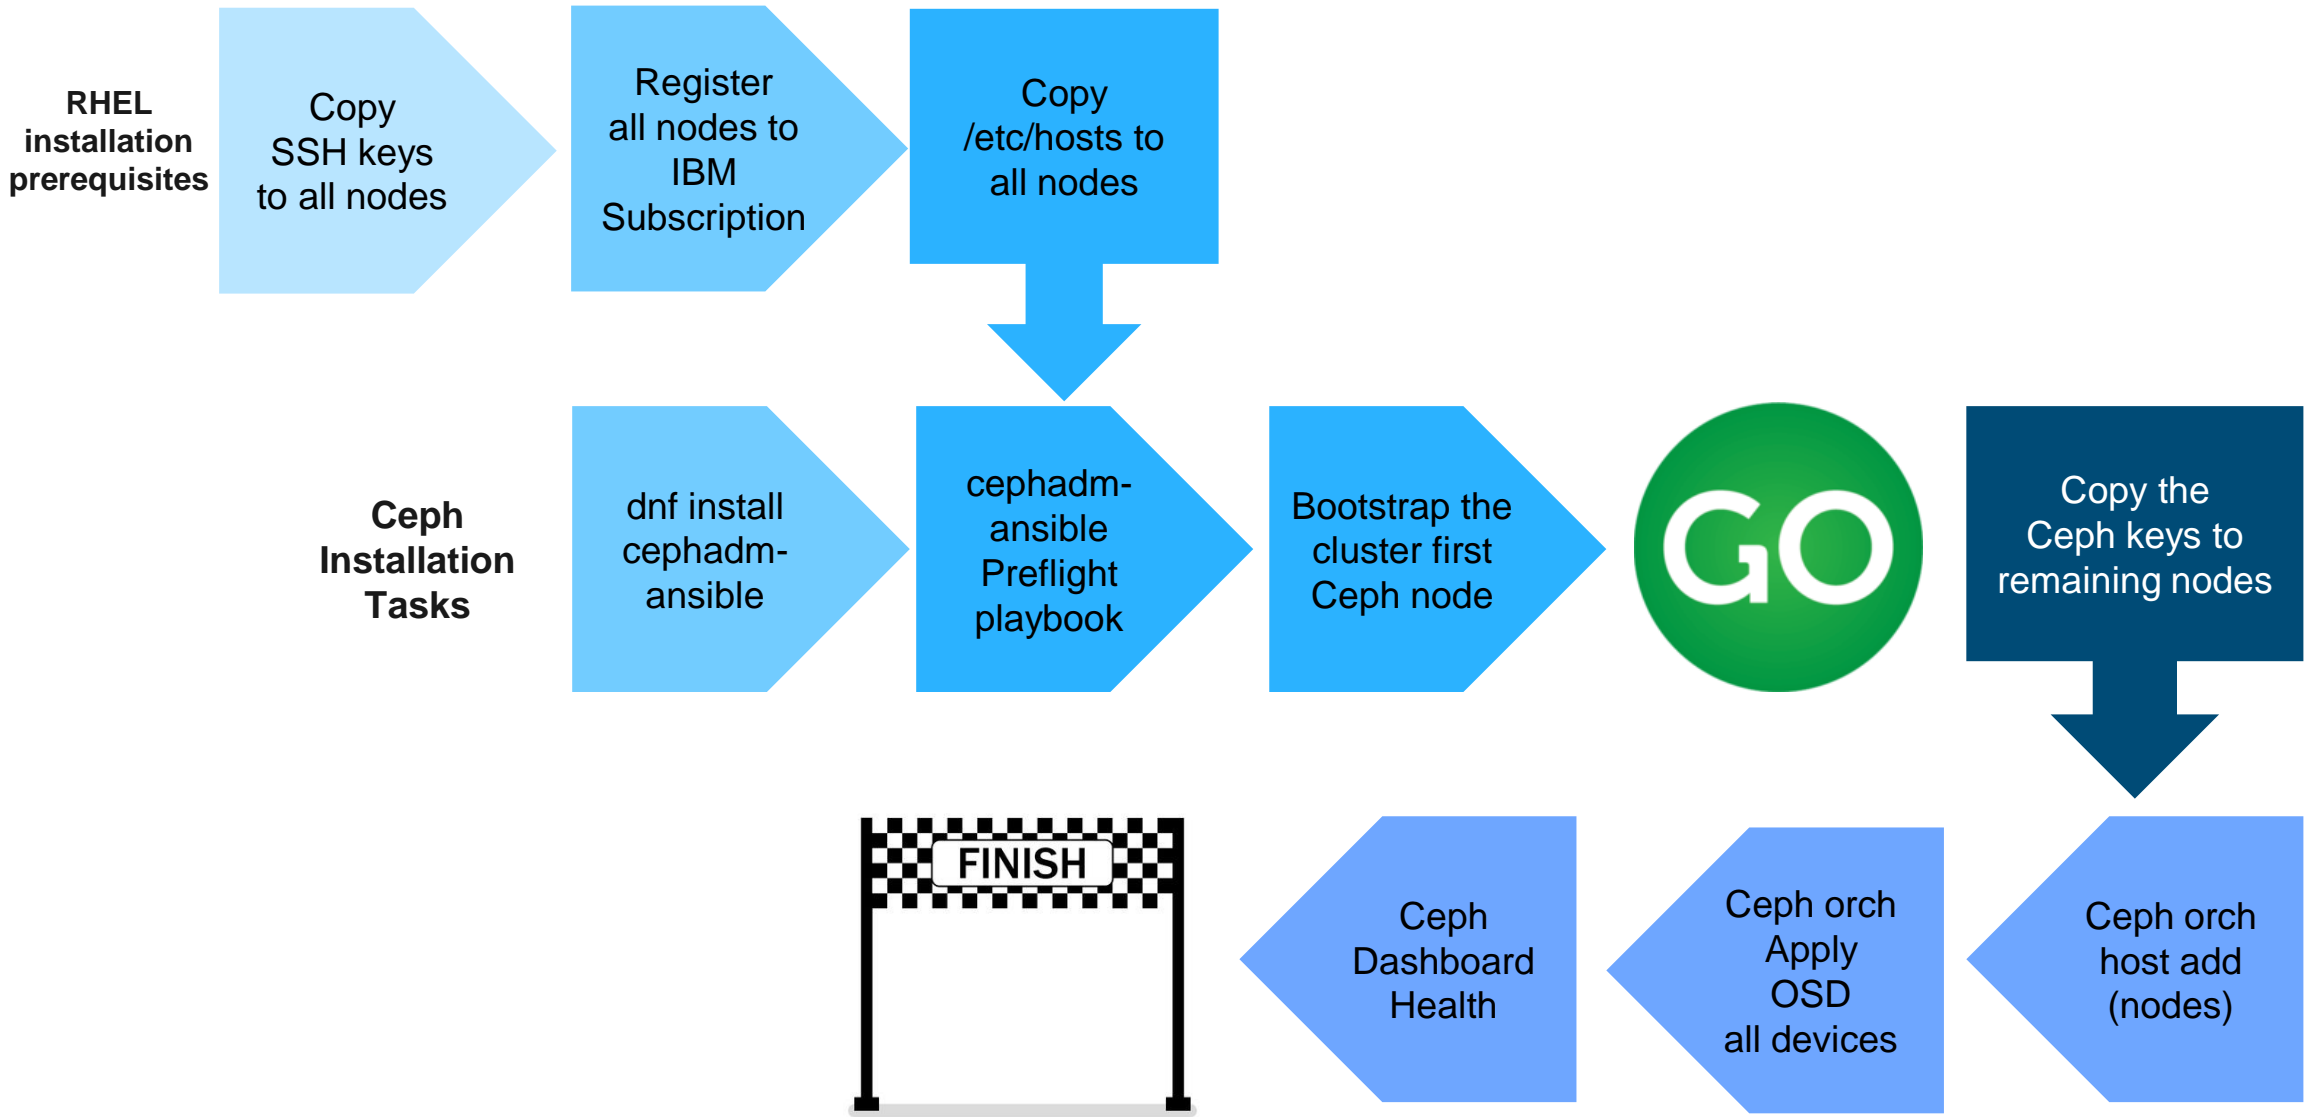 RHEL
installation
prerequisites
Copy
SSH keys
to all nodes
Register
all nodes to
IBM
Subscription
Copy
/etc/hosts to
all nodes
Ceph
Installation
Tasks
dnf install
cephadm-
ansible
cephadm-
ansible
Preflight
playbook
Bootstrap the
cluster first
Ceph node
GO
Copy the
Ceph keys to
remaining nodes
Ceph orch
host add
(nodes)
Ceph orch
Apply
OSD
all devices
Ceph
Dashboard
Health
FINISH